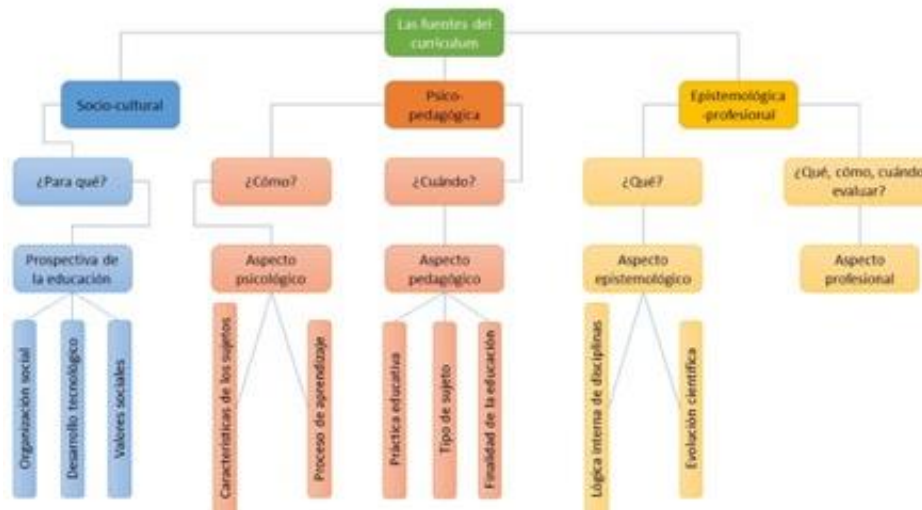 Las fuentes del
curriculum
Socio-cultural
Psico-
pedagógica
Epistemológica
-profesional
¿Para qué?
¿Cómo?
¿Cuándo?
¿Qué?
¿Qué, cómo, cuándo
evaluar?
Prospectiva de
la educación
Aspecto
psicológico
Aspecto
pedagógico
Aspecto
epistemológico
Aspecto
profesional
Organización social
Desarrollo tecnológico
Valores sociales
Características de los sujetos
Proceso de aprendizaje
Práctica educativa
Tipo de sujeto
Finalidad de la educación
Lógica interna de disciplinas
Evolución científica